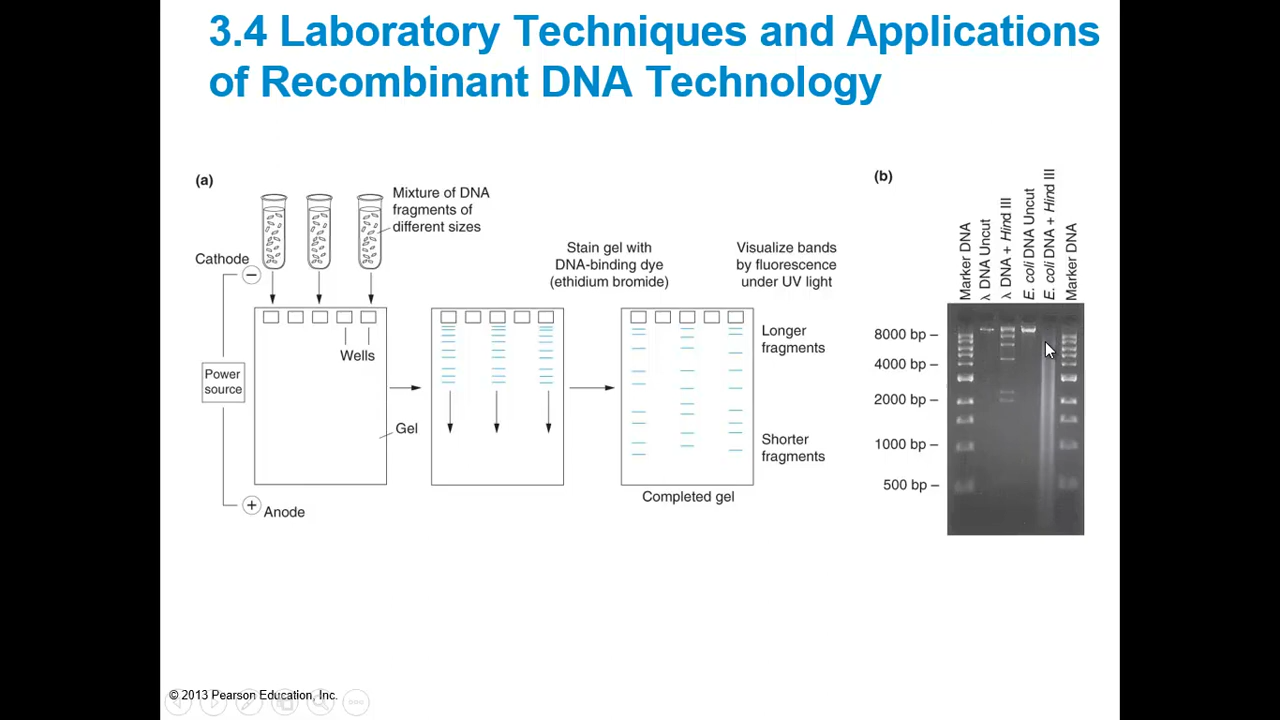 3.4 Laboratory Techniques and Applications
of Recombinant DNA Technology
(a)
Mixture of DNA
fragments of
different sizes
Cathode
−
Power
source
+
Anode
Wells
Gel
Stain gel with
DNA-binding dye
(ethidium bromide)
Visualize bands
by fluorescence
under UV light
Longer
fragments
Shorter
fragments
Completed gel
(b)
Marker DNA
λ DNA Uncut
λ DNA + Hind III
E. coli DNA Uncut
E. coli DNA + Hind III
Marker DNA
8000 bp –
4000 bp –
2000 bp –
1000 bp –
500 bp –
© 2013 Pearson Education, Inc.